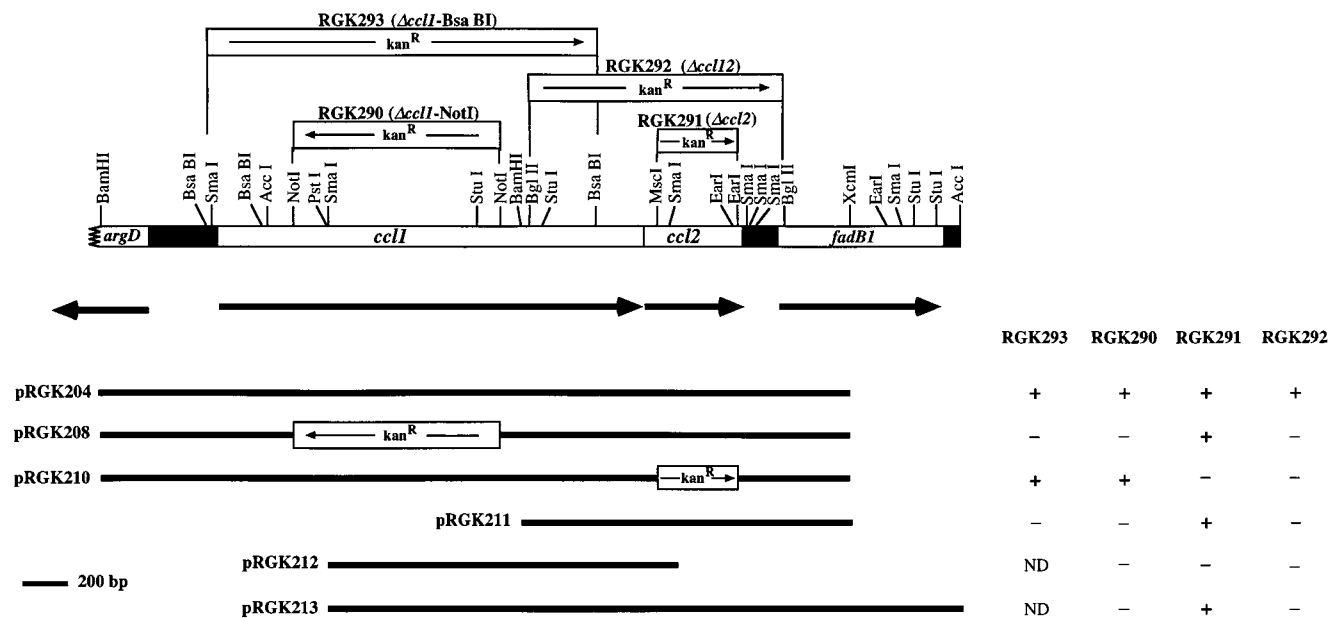 RGK293 (Δccl1-Bsa BI)
kanR
RGK292 (Δccl12)
kanR
RGK290 (Δccl1-NotI)
kanR
RGK291 (Δccl2)
kanR
BamHI Bsa BI Sma I Bsa BI Acc I NotI Pst I Sma I Stu I NotI BamHI Bgl II Stu I Bsa BI MscI Sma I EarI EarI Sma I Sma I Sma I Bgl II XcmI EarI Sma I Stu I Stu I Acc I
argD ccl1 ccl2 fadB1
RGK293 RGK290 RGK291 RGK292
pRGK204 + + + +
pRGK208 kanR – – + –
pRGK210 kanR + + – –
pRGK211 – – + –
pRGK212 ND – – –
200 bp
pRGK213 ND – + –